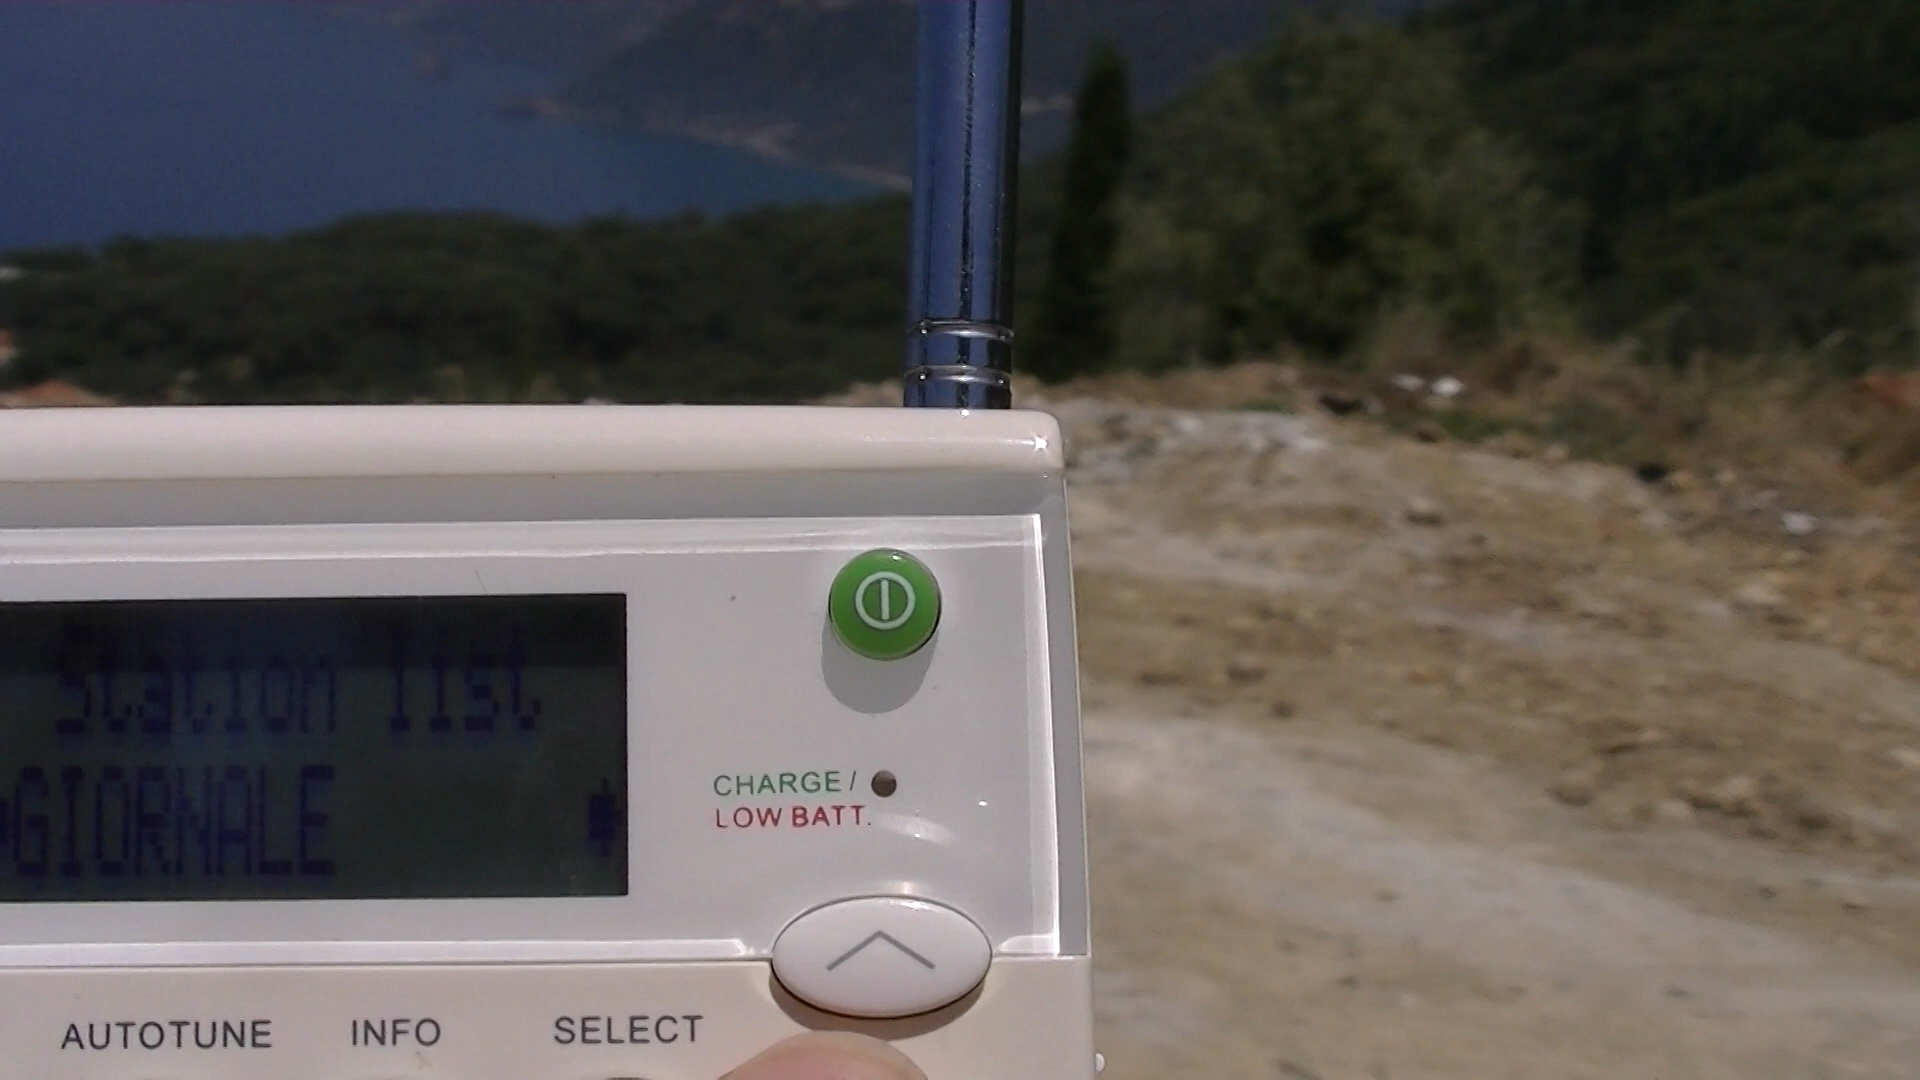 Station list
GIORNALE
CHARGE /
LOW BATT.
AUTOTUNE INFO SELECT